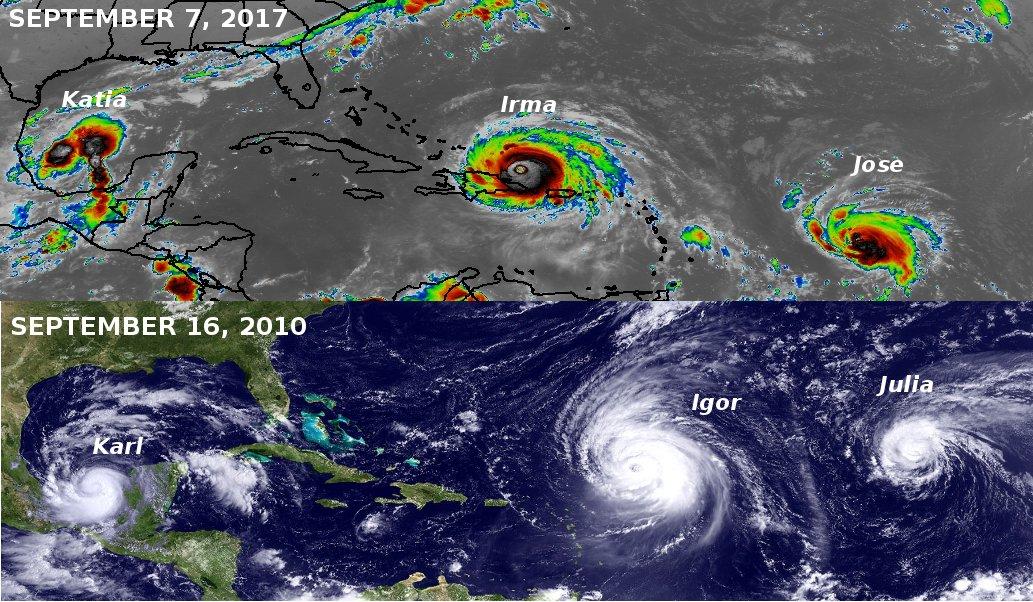 SEPTEMBER 7, 2017
Katia
Irma
Jose
SEPTEMBER 16, 2010
Karl
Igor
Julia